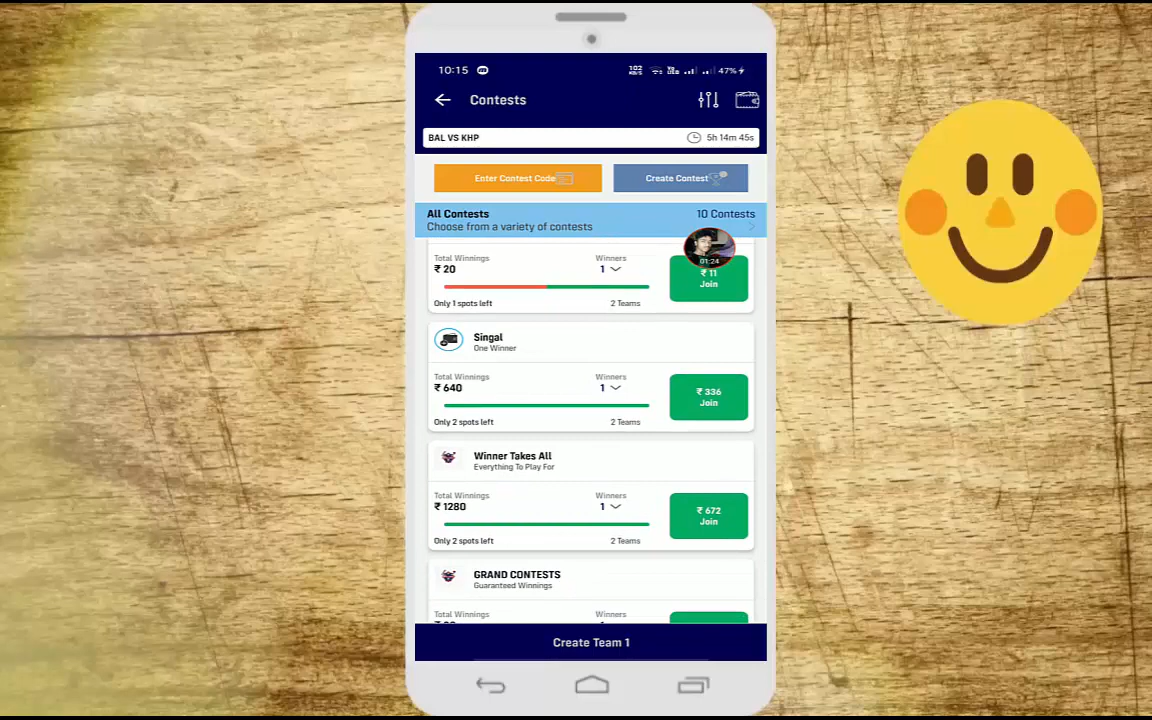 10:15
102
KB/S
47%
Contests
BAL VS KHP
5h 14m 45s
Enter Contest Code
Create Contest
All Contests
10 Contests
Choose from a variety of contests
Total Winnings
Winners
₹ 20
1
01:24
₹ 11
Join
Only 1 spots left
2 Teams
Singal
One Winner
Total Winnings
Winners
₹ 640
1
₹ 336
Join
Only 2 spots left
2 Teams
Winner Takes All
Everything To Play For
Total Winnings
Winners
₹ 1280
1
₹ 672
Join
Only 2 spots left
2 Teams
GRAND CONTESTS
Guaranteed Winnings
Total Winnings
Winners
Create Team 1